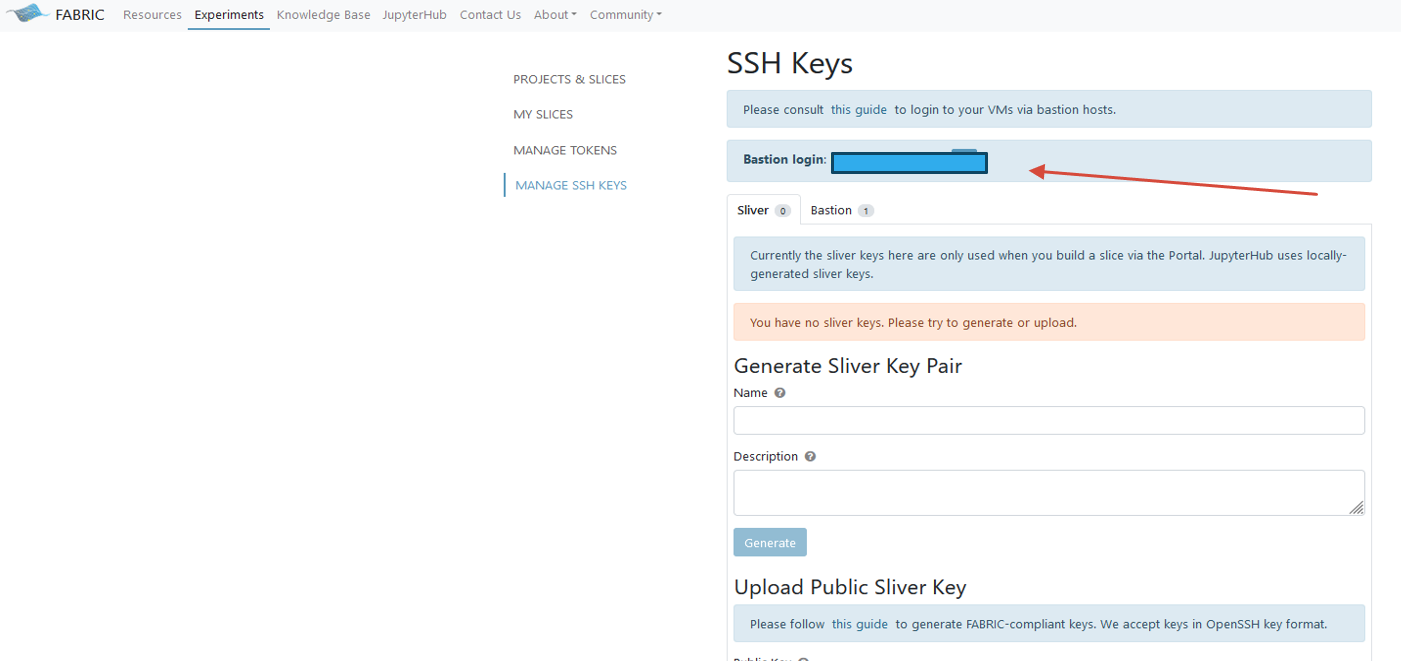 FABRIC Resources Experiments Knowledge Base JupyterHub Contact Us About Community
PROJECTS & SLICES
MY SLICES
MANAGE TOKENS
MANAGE SSH KEYS
SSH Keys
Please consult this guide to login to your VMs via bastion hosts.
Bastion login:
Sliver 0 Bastion 1
Currently the sliver keys here are only used when you build a slice via the Portal. JupyterHub uses locally-
generated sliver keys.
You have no sliver keys. Please try to generate or upload.
Generate Sliver Key Pair
Name ?
Description ?
Generate
Upload Public Sliver Key
Please follow this guide to generate FABRIC-compliant keys. We accept keys in OpenSSH key format.
Public Key